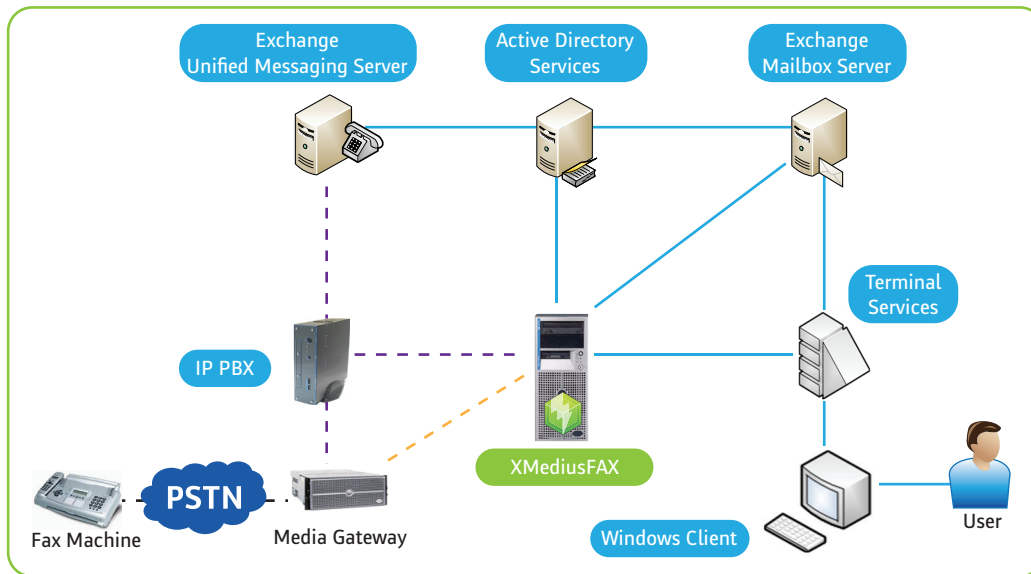 Exchange
Unified Messaging Server
Active Directory
Services
Exchange
Mailbox Server
Terminal
Services
IP PBX
XMediusFAX
PSTN
Fax Machine
Media Gateway
Windows Client
User